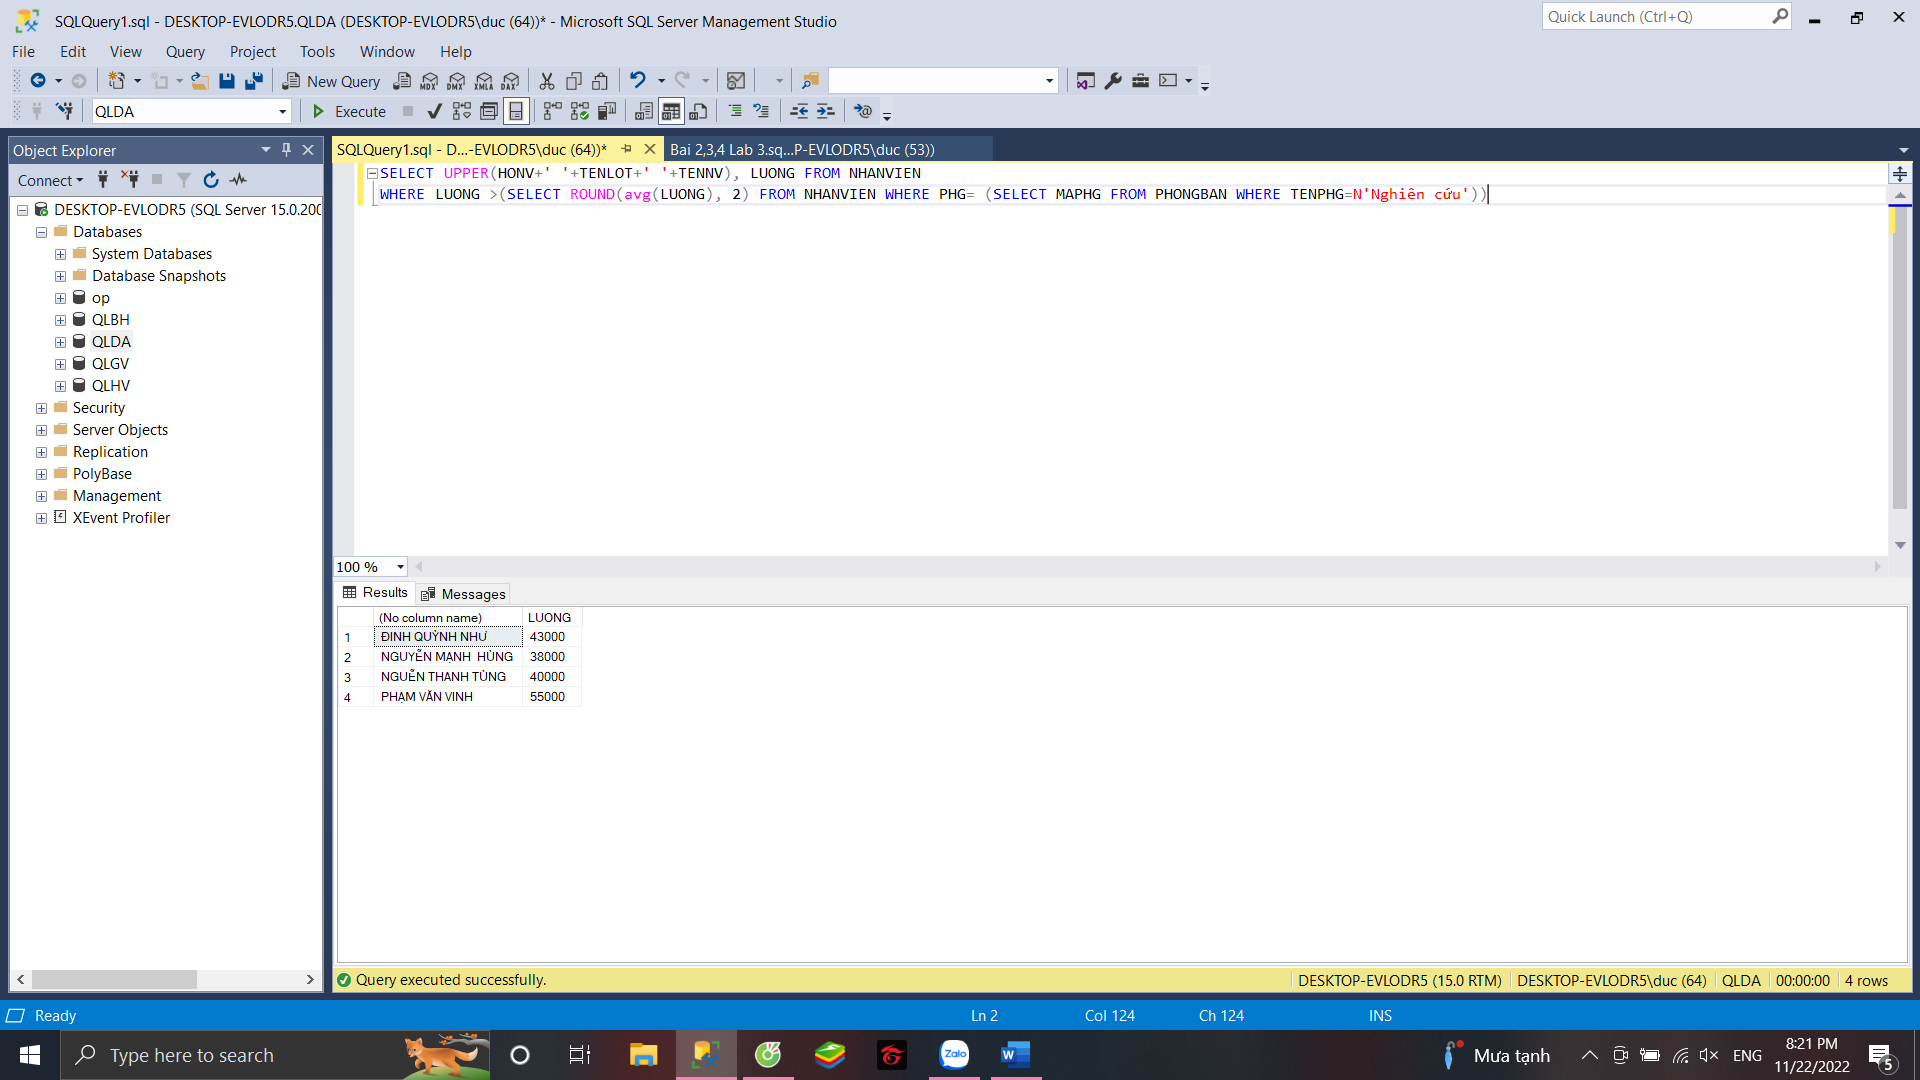 SQLQuery1.sql - DESKTOP-EVLODR5.QLDA (DESKTOP-EVLODR5\duc (64))* - Microsoft SQL Server Management Studio
Quick Launch (Ctrl+Q)
File Edit View Query Project Tools Window Help
New Query MDX DMX XMLA DAX
QLDA Execute
Object Explorer
SQLQuery1.sql - D...-EVLODR5\duc (64))* Bai 2,3,4 Lab 3.sq...P-EVLODR5\duc (53))
Connect
DESKTOP-EVLODR5 (SQL Server 15.0.200
Databases
System Databases
Database Snapshots
op
QLBH
QLDA
QLGV
QLHV
Security
Server Objects
Replication
PolyBase
Management
XEvent Profiler
SELECT UPPER(HONV+' '+TENLOT+' '+TENNV), LUONG FROM NHANVIEN
WHERE LUONG >(SELECT ROUND(avg(LUONG), 2) FROM NHANVIEN WHERE PHG= (SELECT MAPHG FROM PHONGBAN WHERE TENPHG=N'Nghiên cứu'))
100 %
Results Messages
(No column name) LUONG
1 ĐINH QUỲNH NHƯ 43000
2 NGUYỄN MẠNH  HÙNG 38000
3 NGUỄN THANH TÙNG 40000
4 PHẠM VĂN VINH 55000
Query executed successfully. DESKTOP-EVLODR5 (15.0 RTM) DESKTOP-EVLODR5\duc (64) QLDA 00:00:00 4 rows
Ready Ln 2 Col 124 Ch 124 INS
Type here to search Zalo W Mưa tạnh ENG 8:21 PM
11/22/2022 5